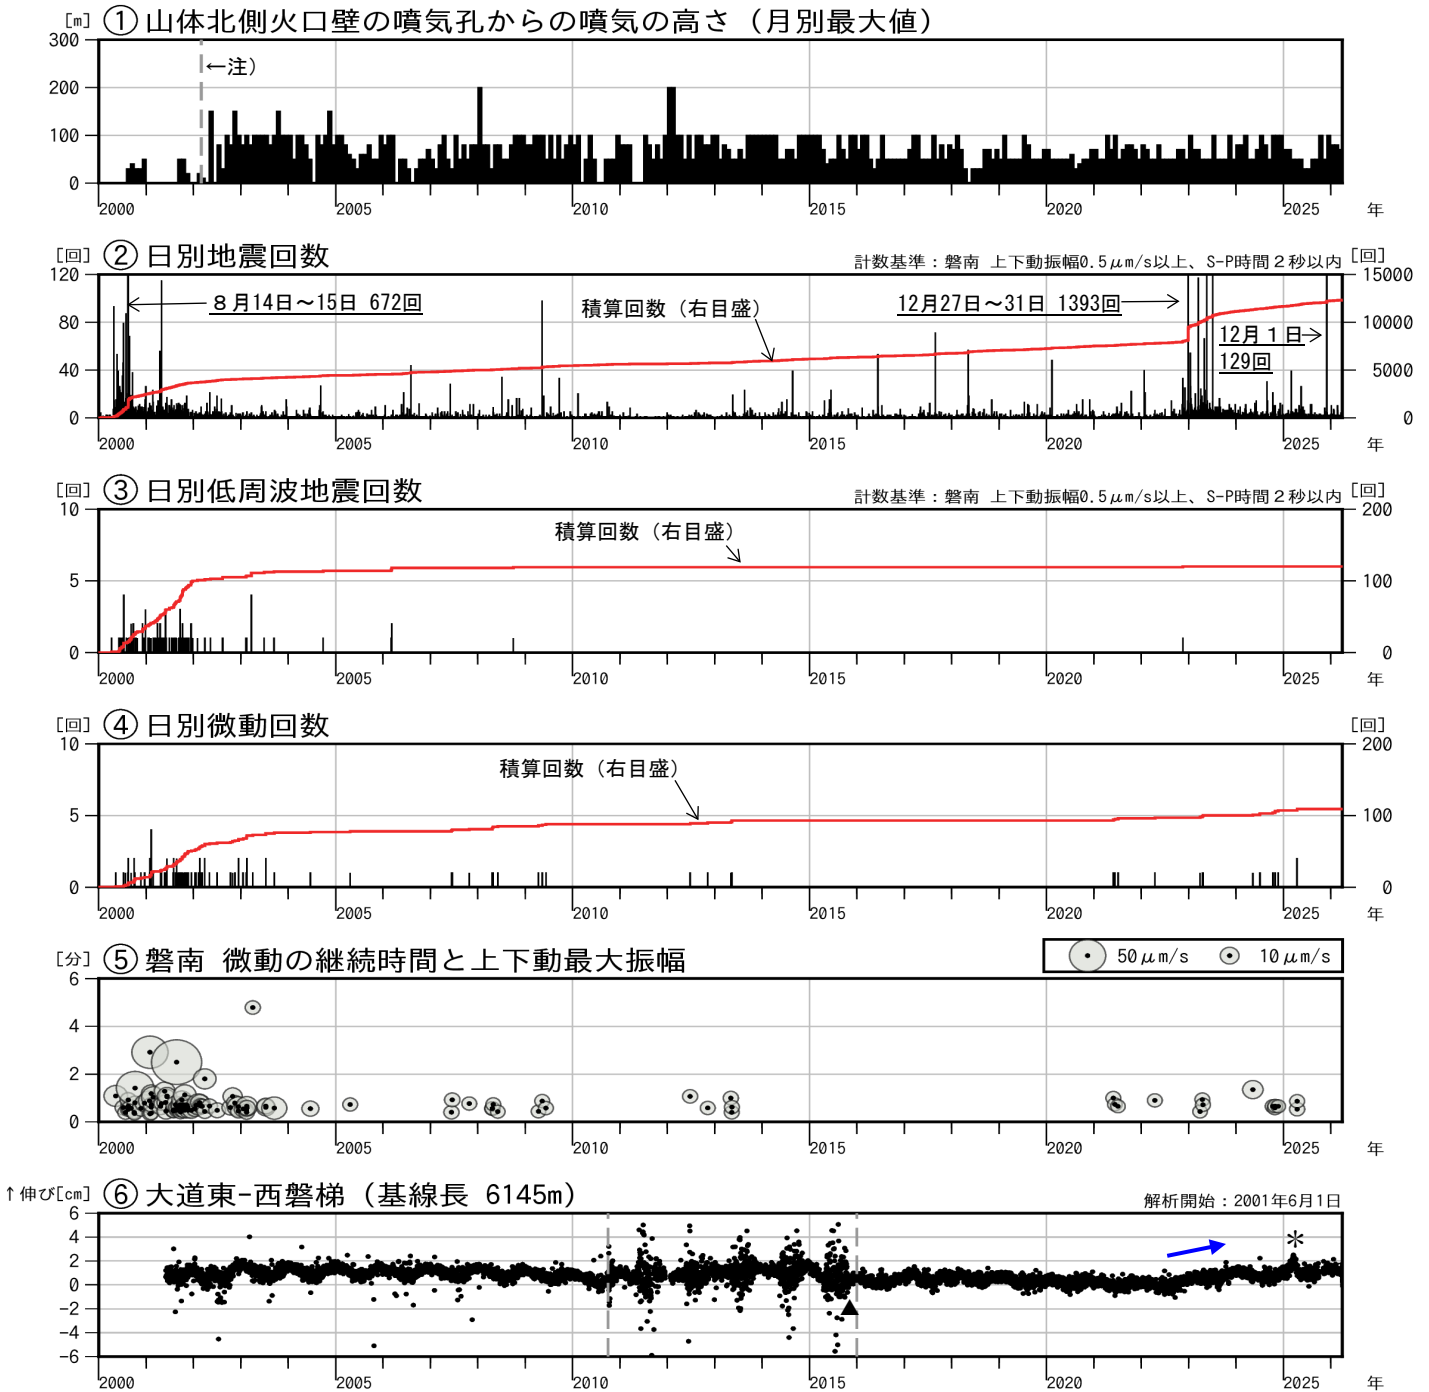 [m] ① 山体北側火口壁の噴気孔からの噴気の高さ（月別最大値）
300
←注）
200
100
0
2000 2005 2010 2015 2020 2025 年
[回] ② 日別地震回数 計数基準：磐南 上下動振幅0.5μm/s以上、S-P時間２秒以内 [回]
120 15000
８月14日～15日 672回 積算回数（右目盛） 12月27日～31日 1393回
80 10000
12月１日
129回
40 5000
0 0
2000 2005 2010 2015 2020 2025 年
[回] ③ 日別低周波地震回数 計数基準：磐南 上下動振幅0.5μm/s以上、S-P時間２秒以内 [回]
10 200
積算回数（右目盛）
5 100
0 0
2000 2005 2010 2015 2020 2025 年
[回] ④ 日別微動回数 [回]
10 200
積算回数（右目盛）
5 100
0 0
2000 2005 2010 2015 2020 2025 年
[分] ⑤ 磐南 微動の継続時間と上下動最大振幅 50μm/s 10μm/s
6
4
2
0
2000 2005 2010 2015 2020 2025 年
↑伸び[cm] ⑥ 大道東-西磐梯（基線長 6145m） 解析開始：2001年6月1日
6
4 *
2
0
-2
-4
-6
2000 2005 2010 2015 2020 2025 年